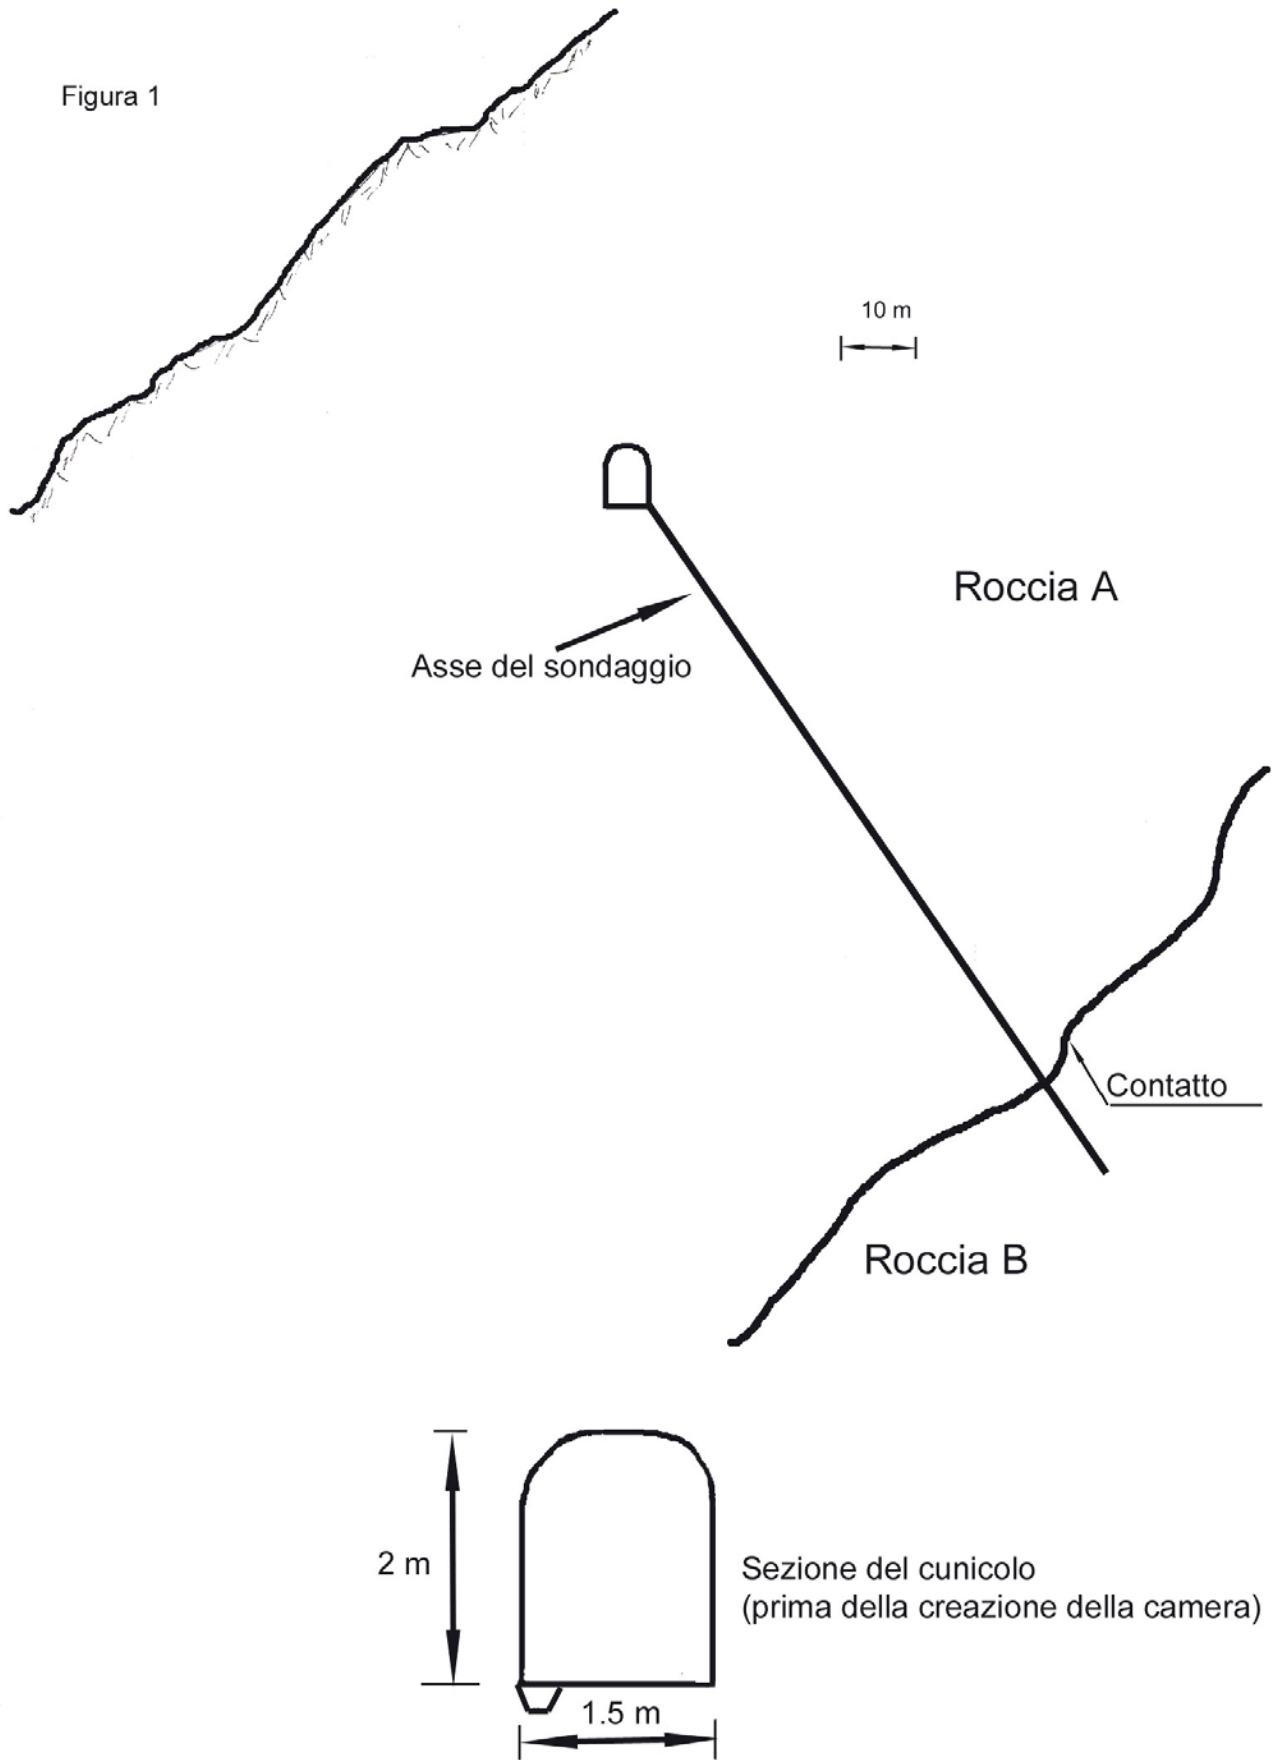 Figura 1
10 m
Roccia A
Asse del sondaggio
Contatto
Roccia B
2 m
Sezione del cunicolo
(prima della creazione della camera)
1.5 m